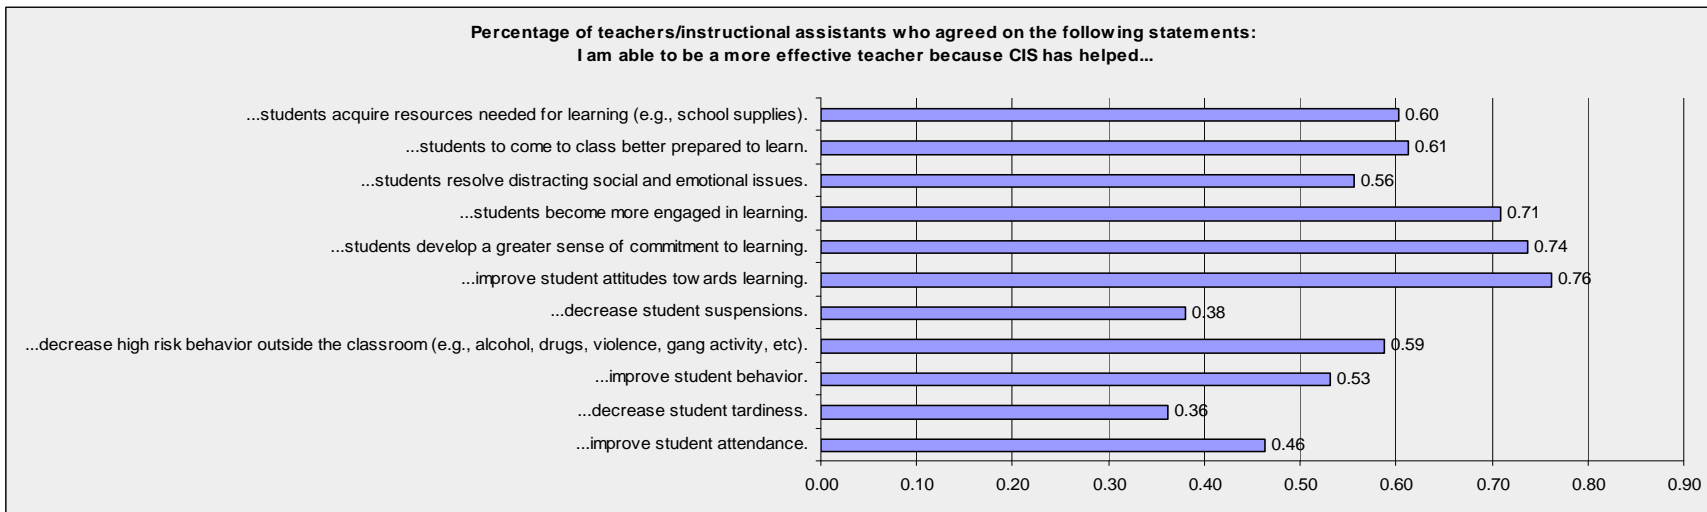 Percentage of teachers/instructional assistants who agreed on the following statements:
I am able to be a more effective teacher because CIS has helped...
...students acquire resources needed for learning (e.g., school supplies). 0.60
...students to come to class better prepared to learn. 0.61
...students resolve distracting social and emotional issues. 0.56
...students become more engaged in learning. 0.71
...students develop a greater sense of commitment to learning. 0.74
...improve student attitudes towards learning. 0.76
...decrease student suspensions. 0.38
...decrease high risk behavior outside the classroom (e.g., alcohol, drugs, violence, gang activity, etc). 0.59
...improve student behavior. 0.53
...decrease student tardiness. 0.36
...improve student attendance. 0.46
0.00 0.10 0.20 0.30 0.40 0.50 0.60 0.70 0.80 0.90